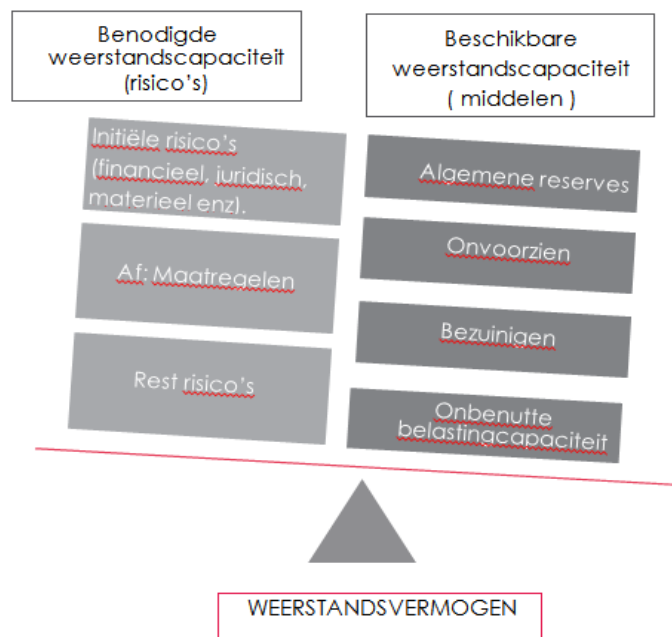 Benodigde
weerstandscapaciteit
(risico's)
Initiële risico's
(financieel, juridisch,
materieel enz).
Af: Maatregelen
Rest risico's
Beschikbare
weerstandscapaciteit
( middelen )
Algemene reserves
Onvoorzien
Bezuinigen
Onbenutte
belastingcapaciteit
WEERSTANDSVERMOGEN